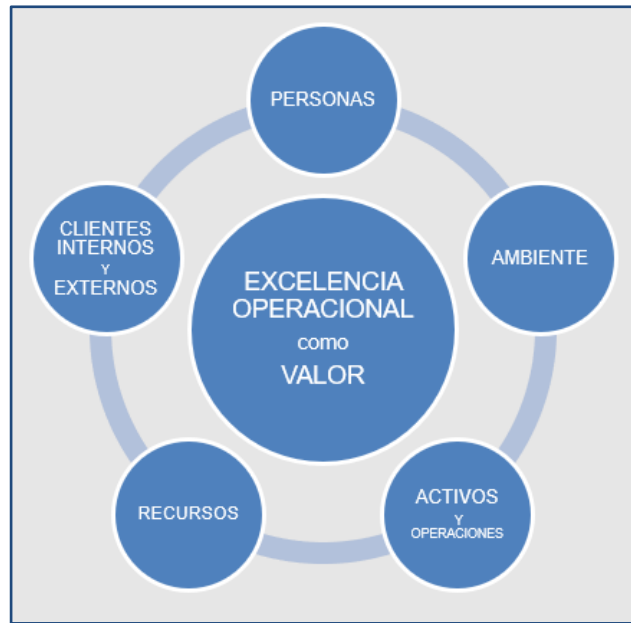 PERSONAS
CLIENTES
INTERNOS
Y
EXTERNOS
AMBIENTE
EXCELENCIA
OPERACIONAL
como
VALOR
RECURSOS
ACTIVOS
Y
OPERACIONES